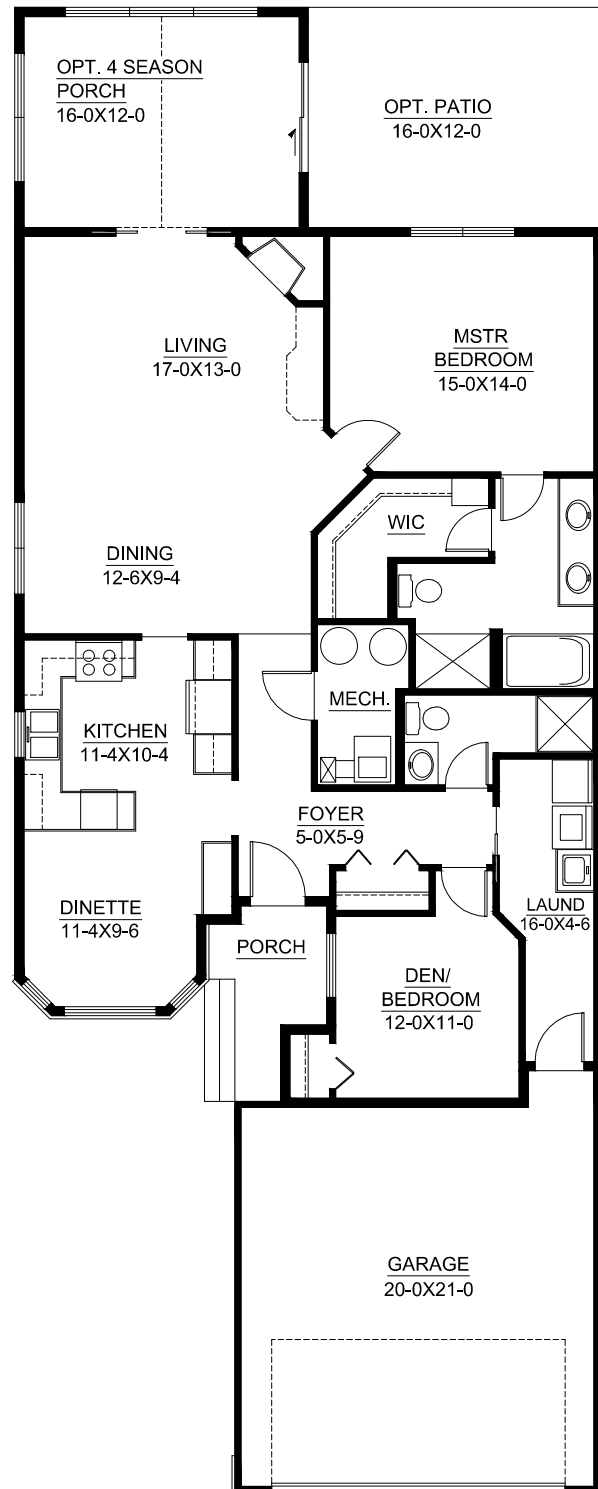 OPT. 4 SEASON
PORCH
16-0X12-0
OPT. PATIO
16-0X12-0
LIVING
17-0X13-0
MSTR
BEDROOM
15-0X14-0
WIC
DINING
12-6X9-4
MECH.
KITCHEN
11-4X10-4
FOYER
5-0X5-9
DINETTE
11-4X9-6
LAUND
16-0X4-6
PORCH
DEN/
BEDROOM
12-0X11-0
GARAGE
20-0X21-0